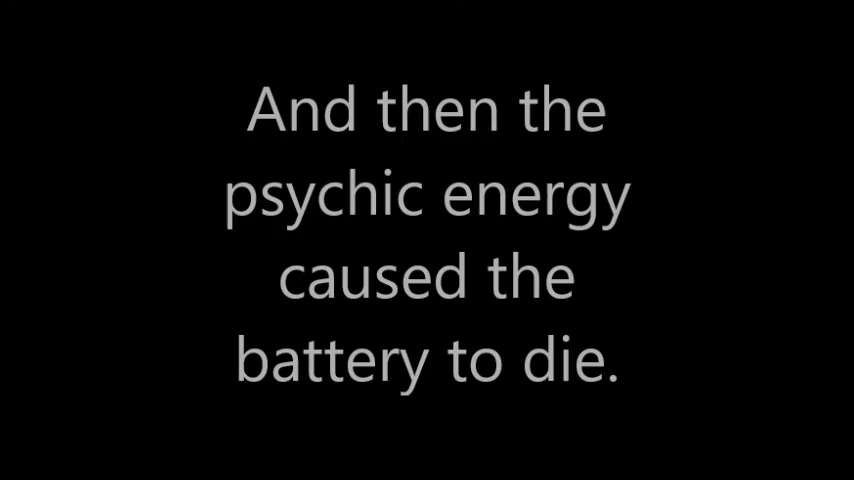 And then the
psychic energy
caused the
battery to die.